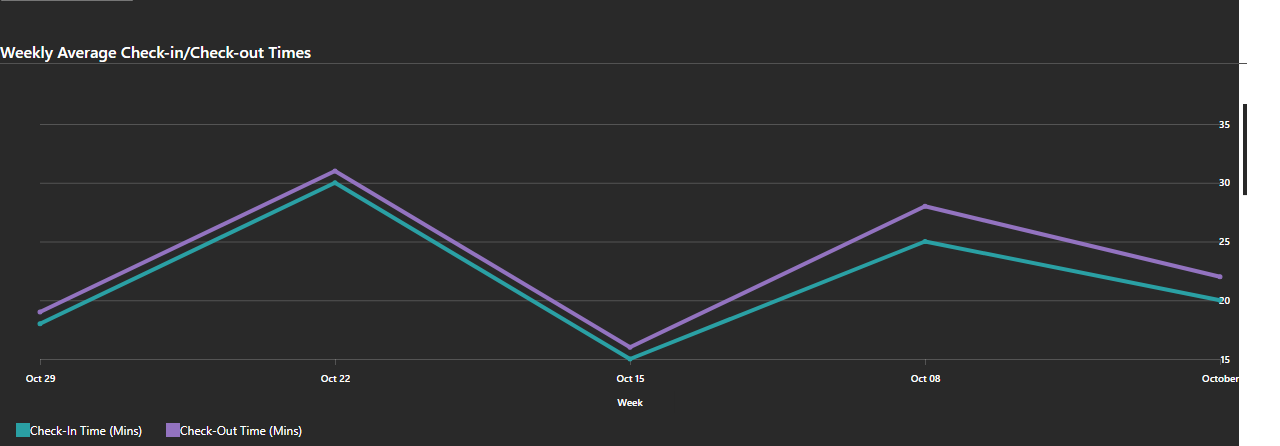 Weekly Average Check-in/Check-out Times
35
30
25
20
15
Oct 29 Oct 22 Oct 15 Oct 08 October
Week
Check-In Time (Mins) Check-Out Time (Mins)